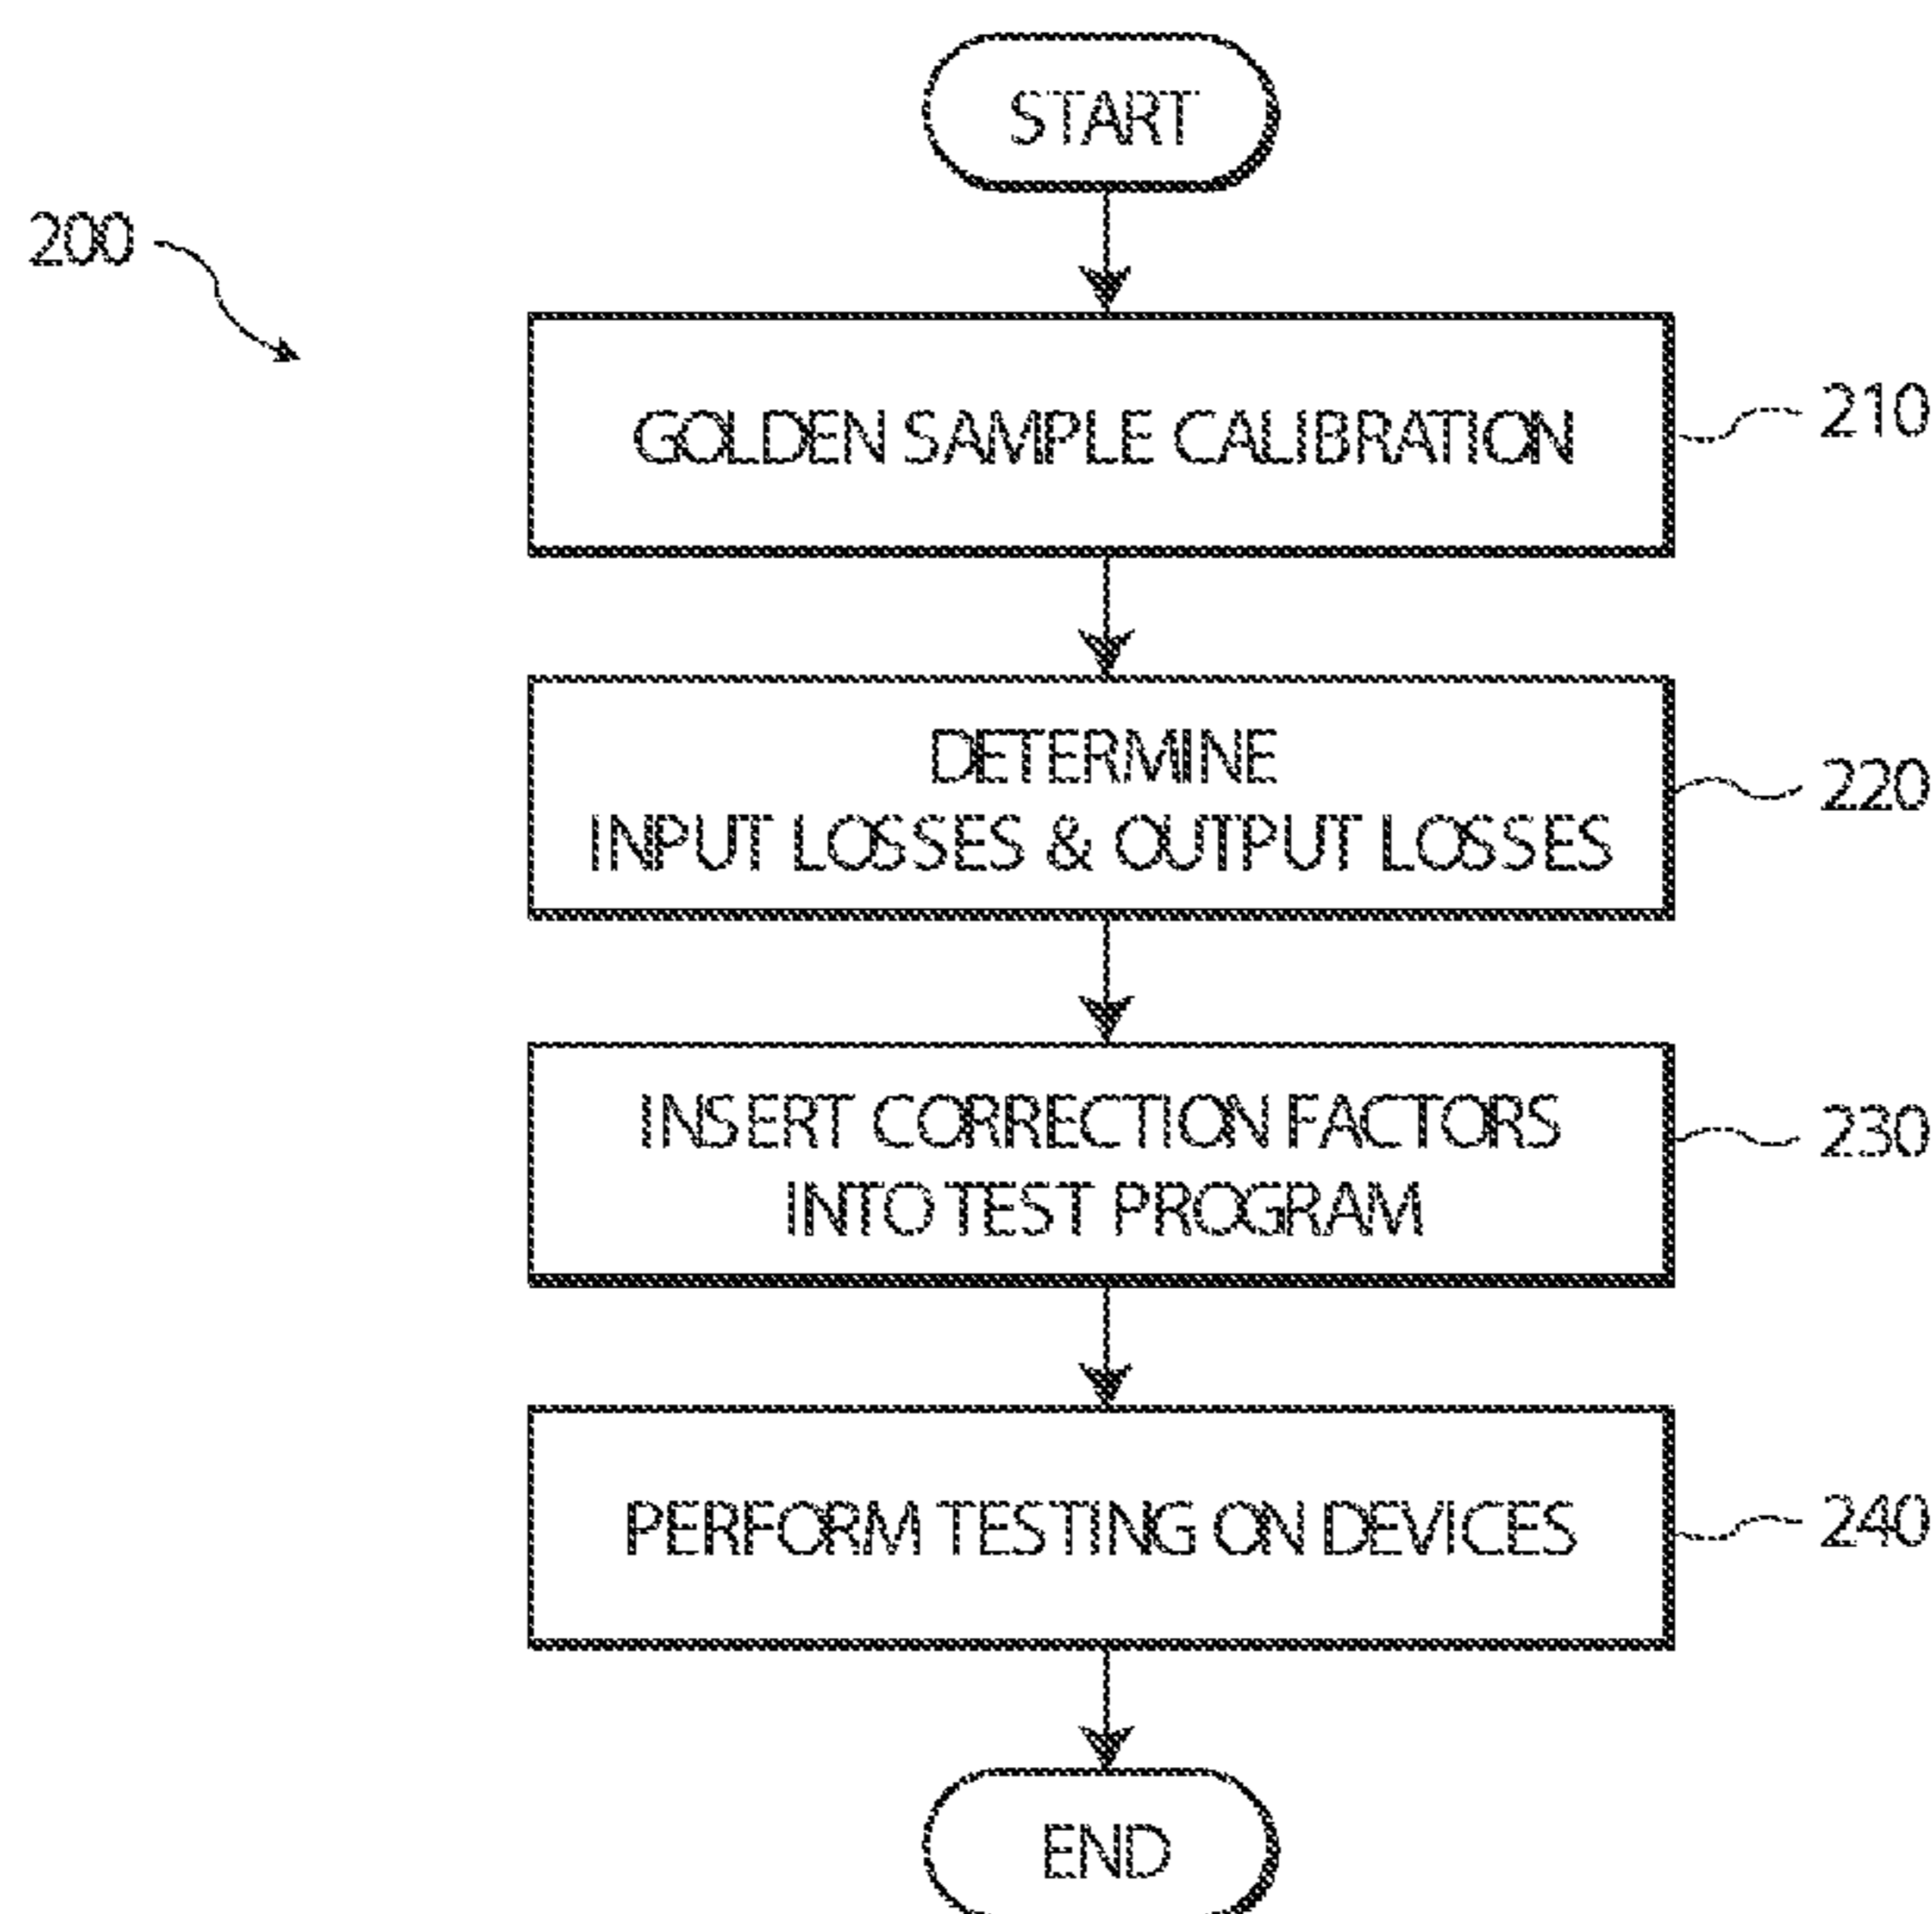 START
200
GOLDEN SAMPLE CALIBRATION
210
DETERMINE
INPUT LOSSES & OUTPUT LOSSES
220
INSERT CORRECTION FACTORS
INTO TEST PROGRAM
230
PERFORM TESTING ON DEVICES
240
END